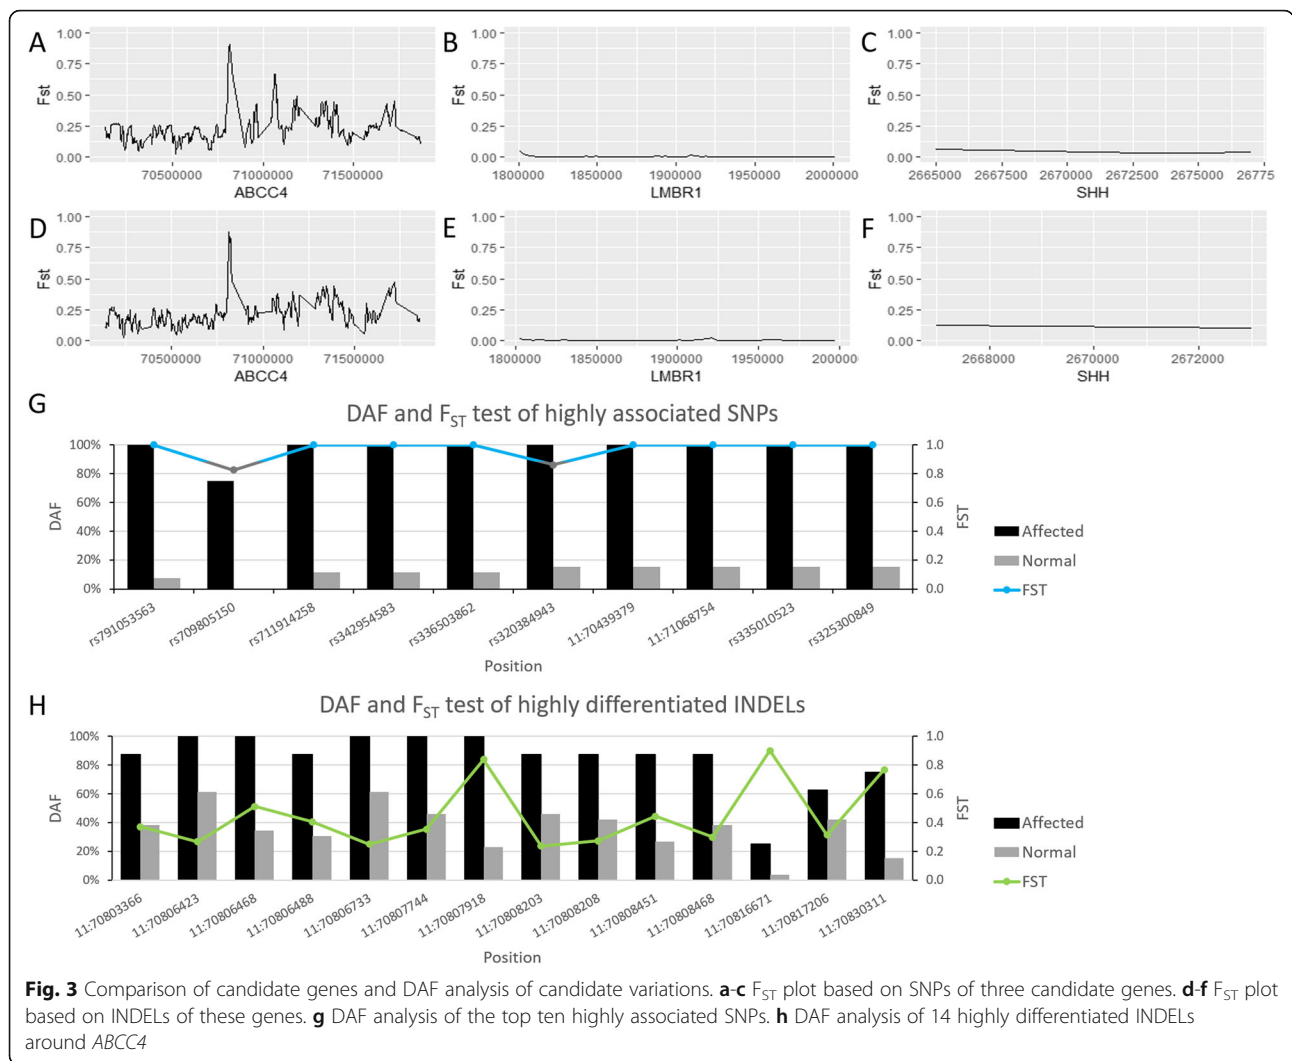 A
1.00
0.75
0.50
0.25
0.00
Fst
70500000 71000000 71500000
ABCC4
B
1.00
0.75
0.50
0.25
0.00
Fst
1800000 1850000 1900000 1950000 2000000
LMBR1
C
1.00
0.75
0.50
0.25
0.00
Fst
2665000 2667500 2670000 2672500 2675000 26775
SHH
D
1.00
0.75
0.50
0.25
0.00
Fst
70500000 71000000 71500000
ABCC4
E
1.00
0.75
0.50
0.25
0.00
Fst
1800000 1850000 1900000 1950000 2000000
LMBR1
F
1.00
0.75
0.50
0.25
0.00
Fst
2668000 2670000 2672000
SHH
G
DAF and FST test of highly associated SNPs
100%
80%
60%
40%
20%
0%
DAF
1.0
0.8
0.6
0.4
0.2
0.0
FST
rs791053563 rs709805150 rs711914258 rs342954583 rs336503862 rs320384943 11:70439379 11:71068754 rs335010523 rs325300849
Position
Affected
Normal
FST
H
DAF and FST test of highly differentiated INDELs
100%
80%
60%
40%
20%
0%
DAF
1.0
0.8
0.6
0.4
0.2
0.0
FST
11:70803366 11:70806423 11:70806468 11:70806488 11:70806733 11:70807744 11:70807918 11:70808203 11:70808208 11:70808451 11:70808468 11:70816671 11:70817206 11:70830311
Position
Affected
Normal
FST
Fig. 3 Comparison of candidate genes and DAF analysis of candidate variations. a-c FST plot based on SNPs of three candidate genes. d-f FST plot
based on INDELs of these genes. g DAF analysis of the top ten highly associated SNPs. h DAF analysis of 14 highly differentiated INDELs
around ABCC4